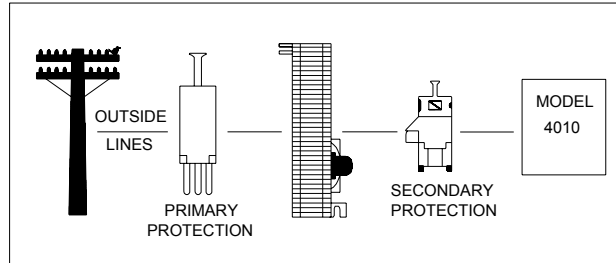 OUTSIDE
LINES
PRIMARY
PROTECTION
SECONDARY
PROTECTION
MODEL
4010